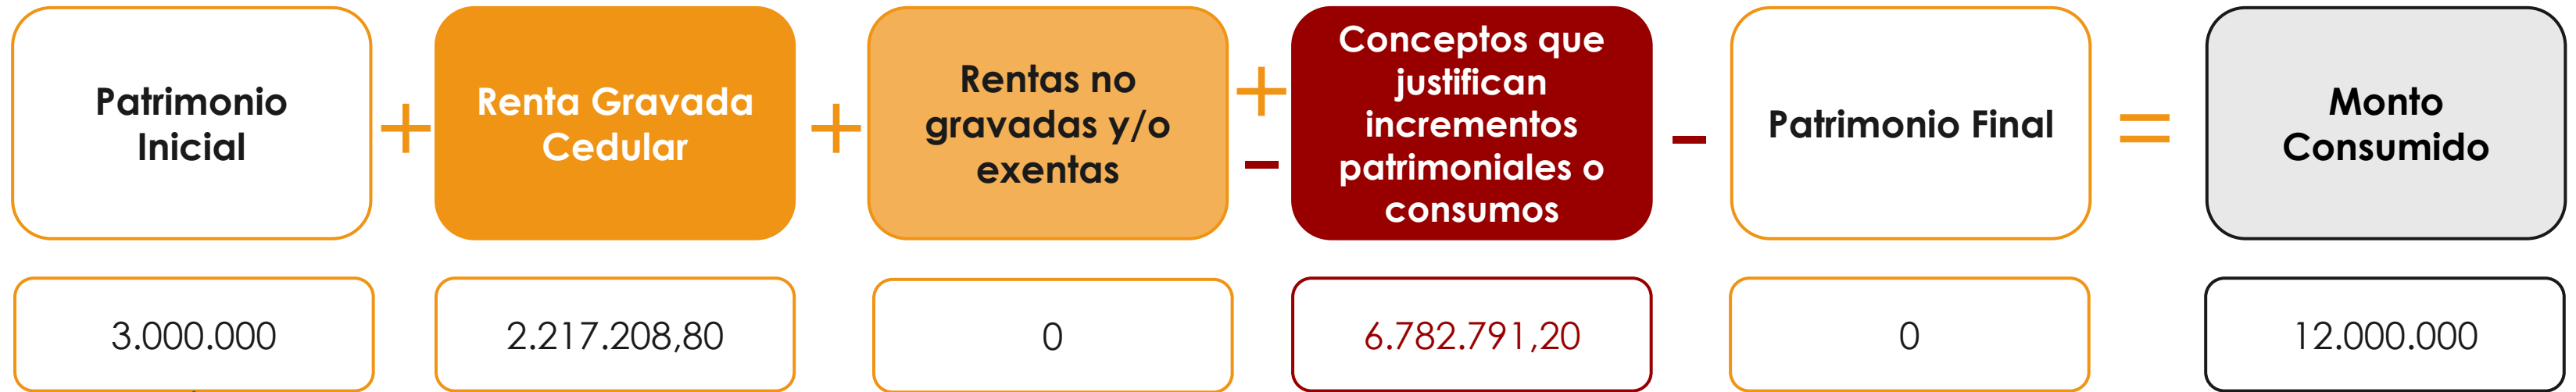 Patrimonio
Inicial
+
Renta Gravada
Cedular
+
Rentas no
gravadas y/o
exentas
+
-
Conceptos que
justifican
incrementos
patrimoniales o
consumos
-
Patrimonio Final
=
Monto
Consumido
3.000.000
2.217.208,80
0
6.782.791,20
0
12.000.000